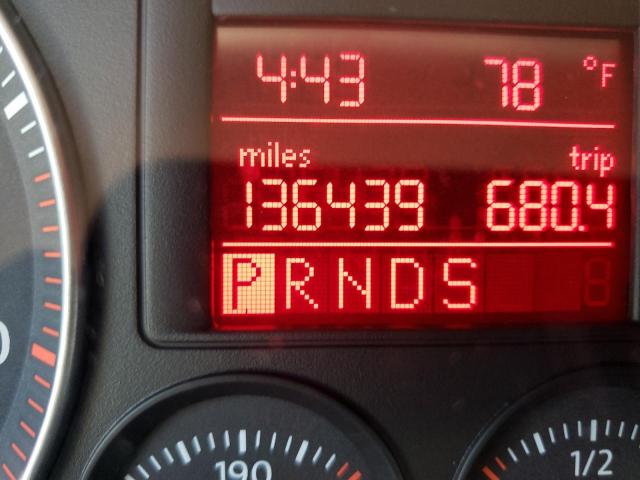 4:43 78 °F
miles trip
136439 680.4
P R N D S
190 1/2